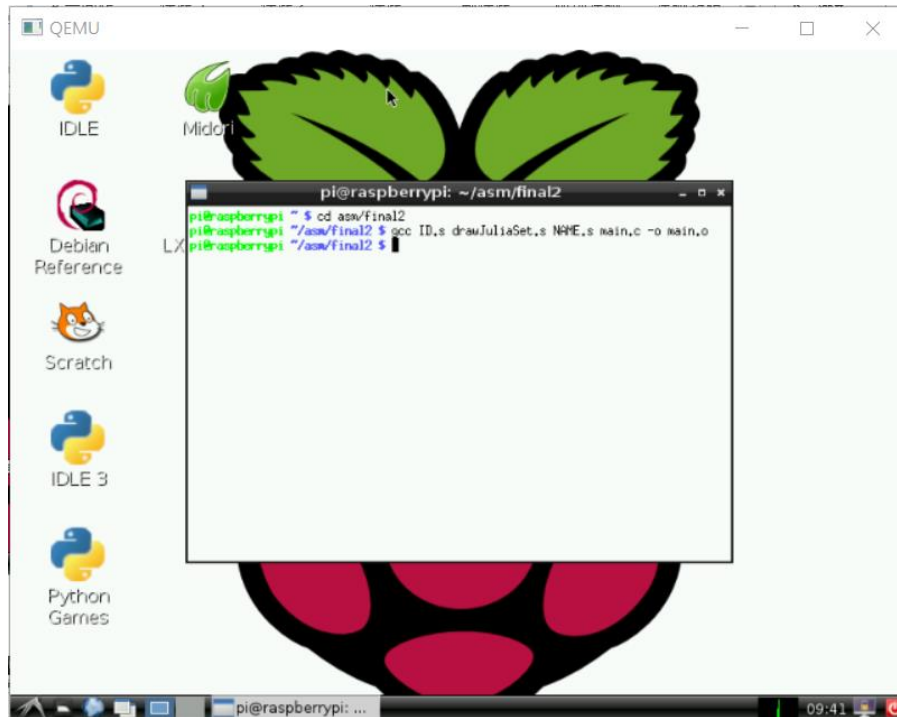 QEMU
IDLE
Midori
pi@raspberrypi: ~/asm/final2
pi@raspberrypi ~ $ cd asm/final2
pi@raspberrypi ~/asm/final2 $ gcc ID.s drawJuliaSet.s NAME.s main.c -o main.o
pi@raspberrypi ~/asm/final2 $
Debian
Reference
LX
Scratch
IDLE 3
Python
Games
pi@raspberrypi: ...
09:41